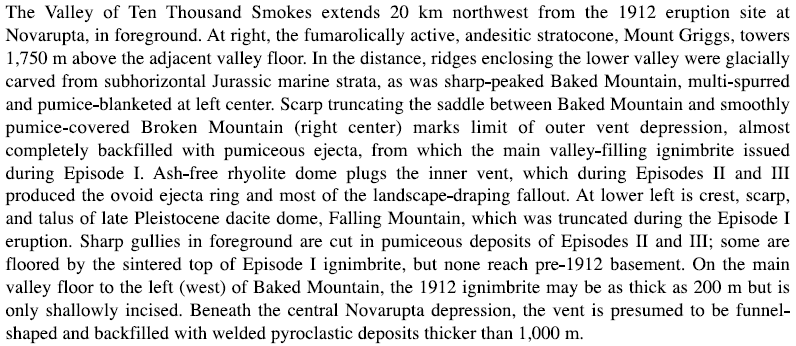 The Valley of Ten Thousand Smokes extends 20 km northwest from the 1912 eruption site at
Novarupta, in foreground. At right, the fumarolically active, andesitic stratocone, Mount Griggs, towers
1,750 m above the adjacent valley floor. In the distance, ridges enclosing the lower valley were glacially
carved from subhorizontal Jurassic marine strata, as was sharp-peaked Baked Mountain, multi-spurred
and pumice-blanketed at left center. Scarp truncating the saddle between Baked Mountain and smoothly
pumice-covered Broken Mountain (right center) marks limit of outer vent depression, almost
completely backfilled with pumiceous ejecta, from which the main valley-filling ignimbrite issued
during Episode I. Ash-free rhyolite dome plugs the inner vent, which during Episodes II and III
produced the ovoid ejecta ring and most of the landscape-draping fallout. At lower left is crest, scarp,
and talus of late Pleistocene dacite dome, Falling Mountain, which was truncated during the Episode I
eruption. Sharp gullies in foreground are cut in pumiceous deposits of Episodes II and III; some are
floored by the sintered top of Episode I ignimbrite, but none reach pre-1912 basement. On the main
valley floor to the left (west) of Baked Mountain, the 1912 ignimbrite may be as thick as 200 m but is
only shallowly incised. Beneath the central Novarupta depression, the vent is presumed to be funnel-
shaped and backfilled with welded pyroclastic deposits thicker than 1,000 m.